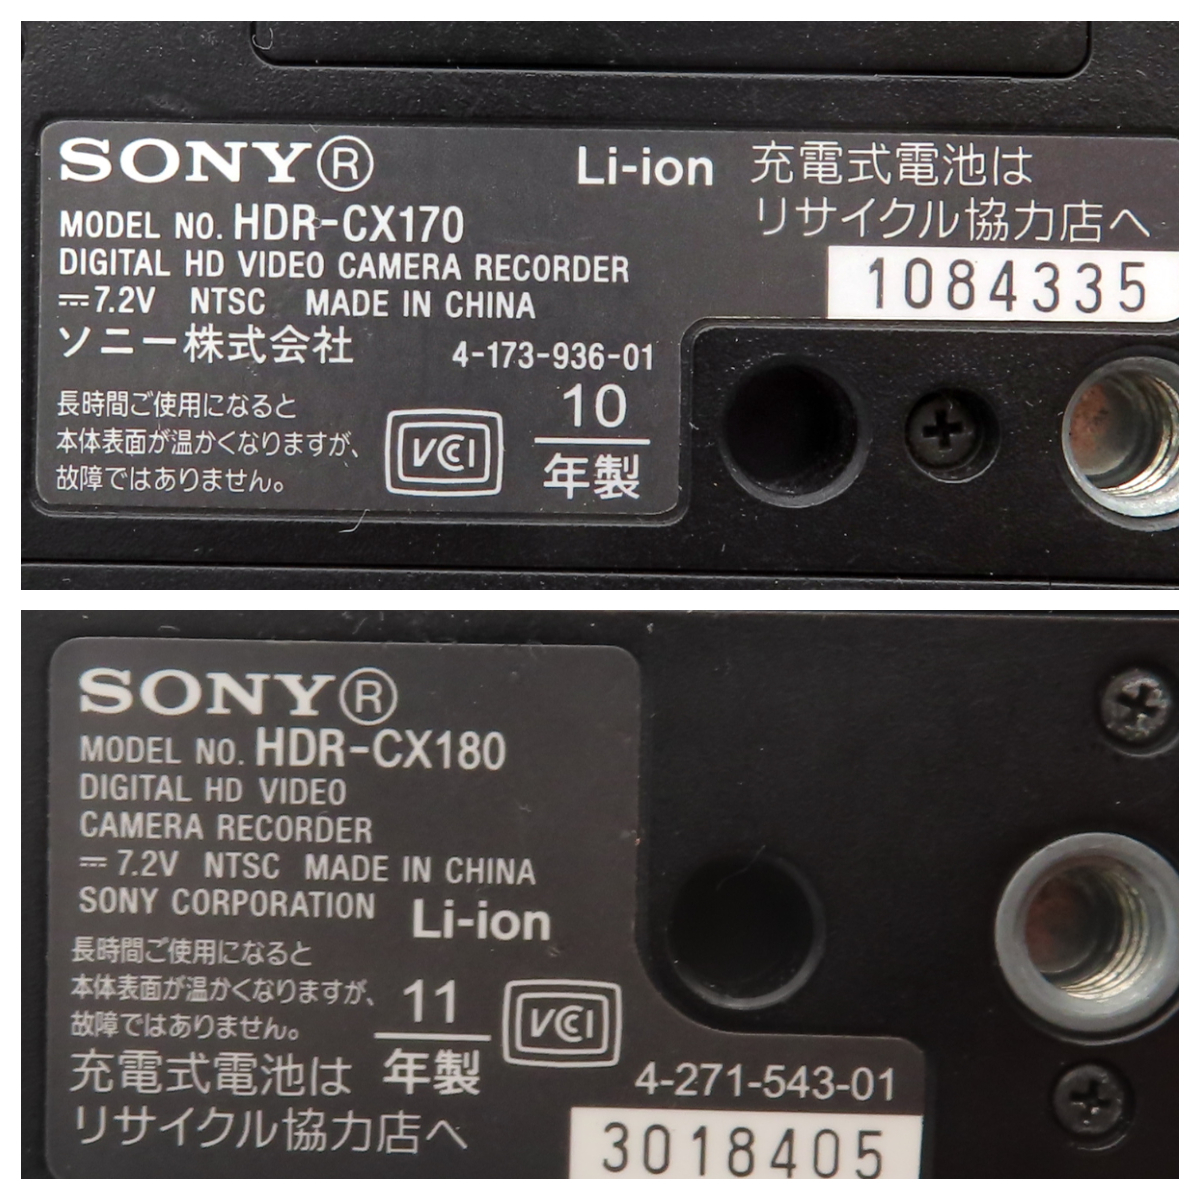 SONY®
Li-ion 充電式電池は
リサイクル協力店へ
MODEL NO. HDR-CX170
DIGITAL HD VIDEO CAMERA RECORDER
1084335
⎓7.2V NTSC MADE IN CHINA
ソニー株式会社 4-173-936-01
長時間ご使用になると
本体表面が温かくなりますが、
故障ではありません。
VCCI
10
年製
SONY®
MODEL NO. HDR-CX180
DIGITAL HD VIDEO
CAMERA RECORDER
⎓ 7.2V NTSC MADE IN CHINA
SONY CORPORATION Li-ion
長時間ご使用になると
本体表面が温かくなりますが、
故障ではありません。
11
年製
VCCI
充電式電池は
リサイクル協力店へ
4-271-543-01
3018405